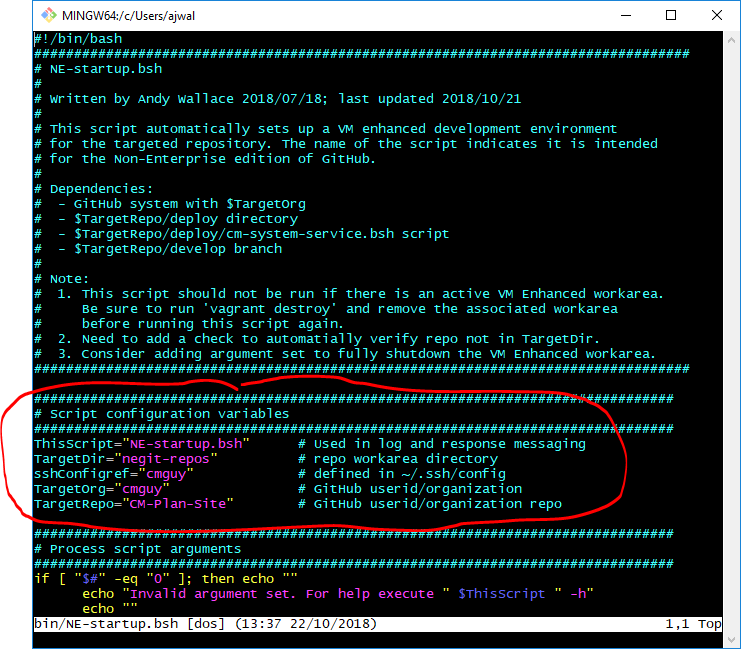 MINGW64:/c/Users/ajwal
#!/bin/bash
################################################################################
# NE-startup.bsh
#
# Written by Andy Wallace 2018/07/18; last updated 2018/10/21
#
# This script automatically sets up a VM enhanced development environment
# for the targeted repository. The name of the script indicates it is intended
# for the Non-Enterprise edition of GitHub.
#
# Dependencies:
#  - GitHub system with $TargetOrg
#  - $TargetRepo/deploy directory
#  - $TargetRepo/deploy/cm-system-service.bsh script
#  - $TargetRepo/develop branch
#
# Note:
#  1. This script should not be run if there is an active VM Enhanced workarea.
#     Be sure to run 'vagrant destroy' and remove the associated workarea
#     before running this script again.
#  2. Need to add a check to automatially verify repo not in TargetDir.
#  3. Consider adding argument set to fully shutdown the VM Enhanced workarea.
################################################################################
##############################################################################
# Script configuration variables
##############################################################################
ThisScript="NE-startup.bsh"      # Used in log and response messaging
TargetDir="negit-repos"          # repo workarea directory
sshConfigref="cmguy"             # defined in ~/.ssh/config
TargetOrg="cmguy"                # GitHub userid/organization
TargetRepo="CM-Plan-Site"        # GitHub userid/organization repo
##############################################################################
# Process script arguments
##############################################################################
if [ "$#" -eq "0" ]; then echo ""
      echo "Invalid argument set. For help execute " $ThisScript " -h"
      echo ""
bin/NE-startup.bsh [dos] (13:37 22/10/2018) 1,1 Top